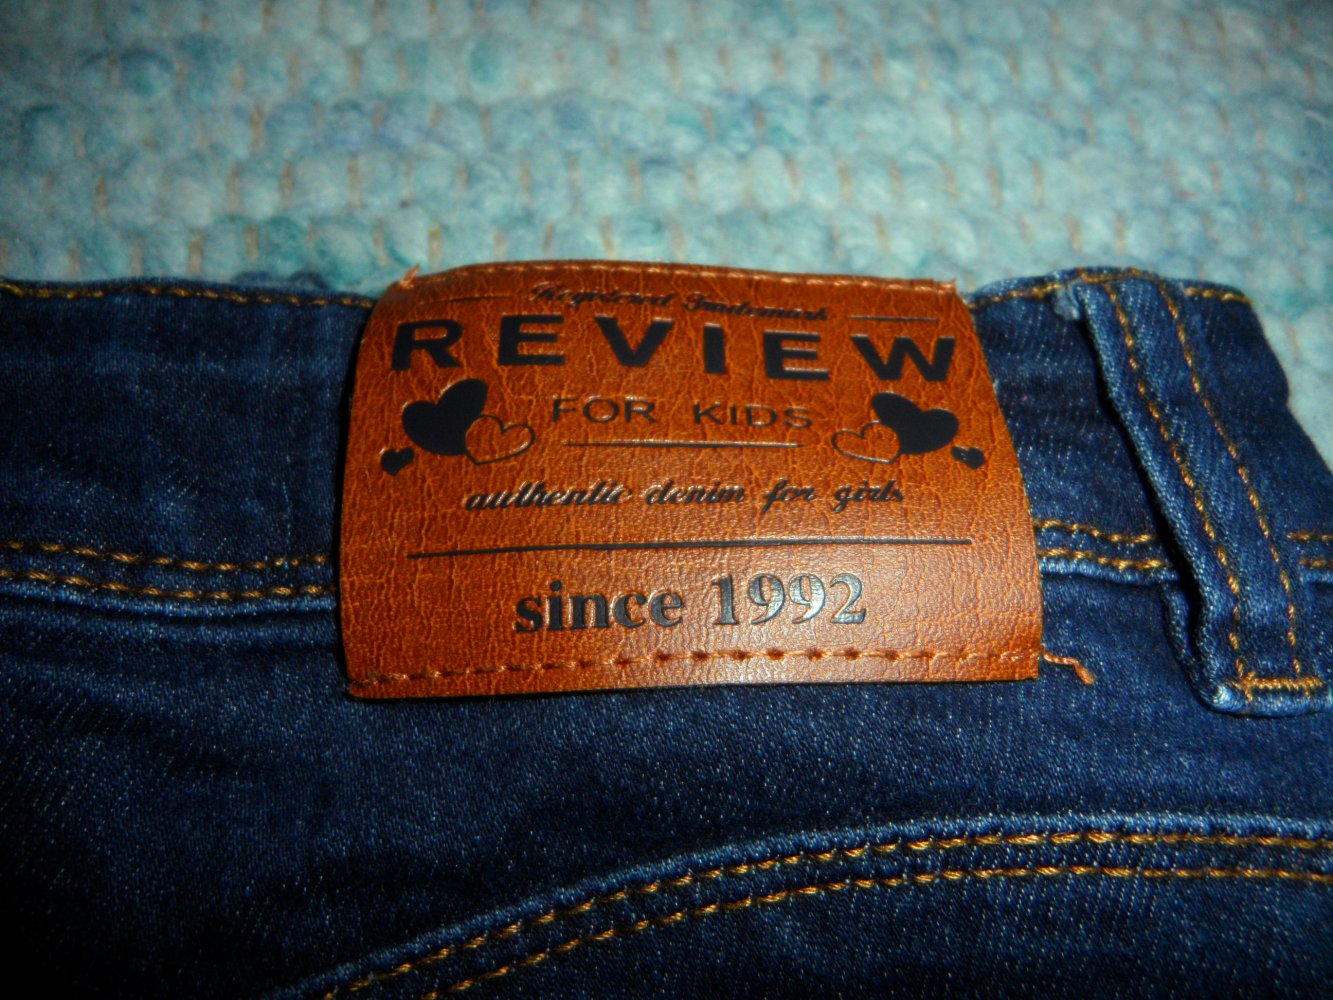 Registered Trademark
REVIEW
FOR KIDS
authentic denim for girls
since 1992